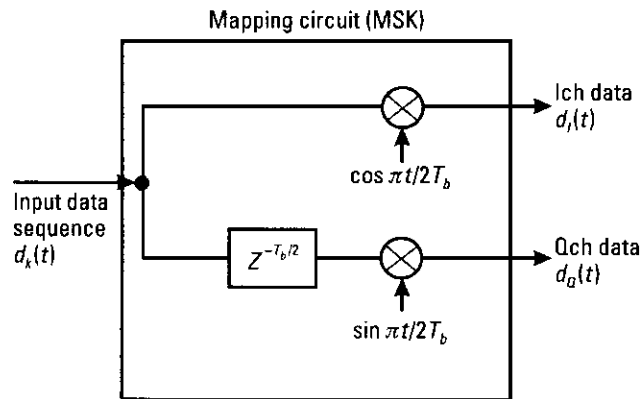 Mapping circuit (MSK)
Ich data
d_I(t)
cos πt/2T_b
Input data
sequence
d_k(t)
Z^{-T_b/2}
Qch data
d_Q(t)
sin πt/2T_b